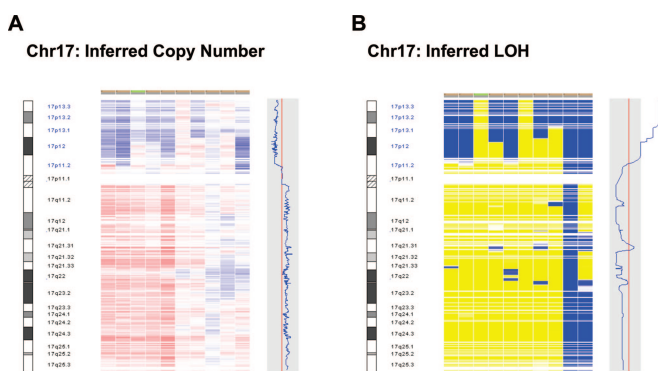 A
Chr17: Inferred Copy Number
17p13.3
17p13.2
17p13.1
17p12
17p11.2
17p11.1
17q11.2
17q12
17q21.1
17q21.31
17q21.32
17q21.33
17q22
17q23.2
17q23.3
17q24.1
17q24.2
17q24.3
17q25.1
17q25.2
17q25.3
B
Chr17: Inferred LOH
17p13.3
17p13.2
17p13.1
17p12
17p11.2
17p11.1
17q11.2
17q12
17q21.1
17q21.31
17q21.32
17q21.33
17q22
17q23.2
17q23.3
17q24.1
17q24.2
17q24.3
17q25.1
17q25.2
17q25.3